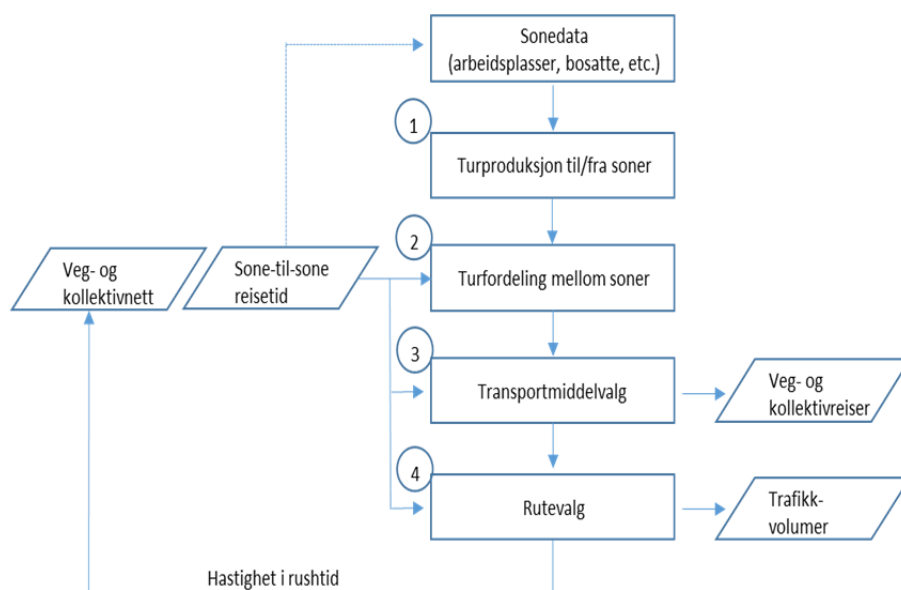 Sonedata
(arbeidsplasser, bosatte, etc.)
1
Turproduksjon til/fra soner
2
Veg- og
kollektivnett
Sone-til-sone
reisetid
Turfordeling mellom soner
3
Transportmiddelvalg
Veg- og
kollektivreiser
4
Rutevalg
Trafikk-
volumer
Hastighet i rushtid